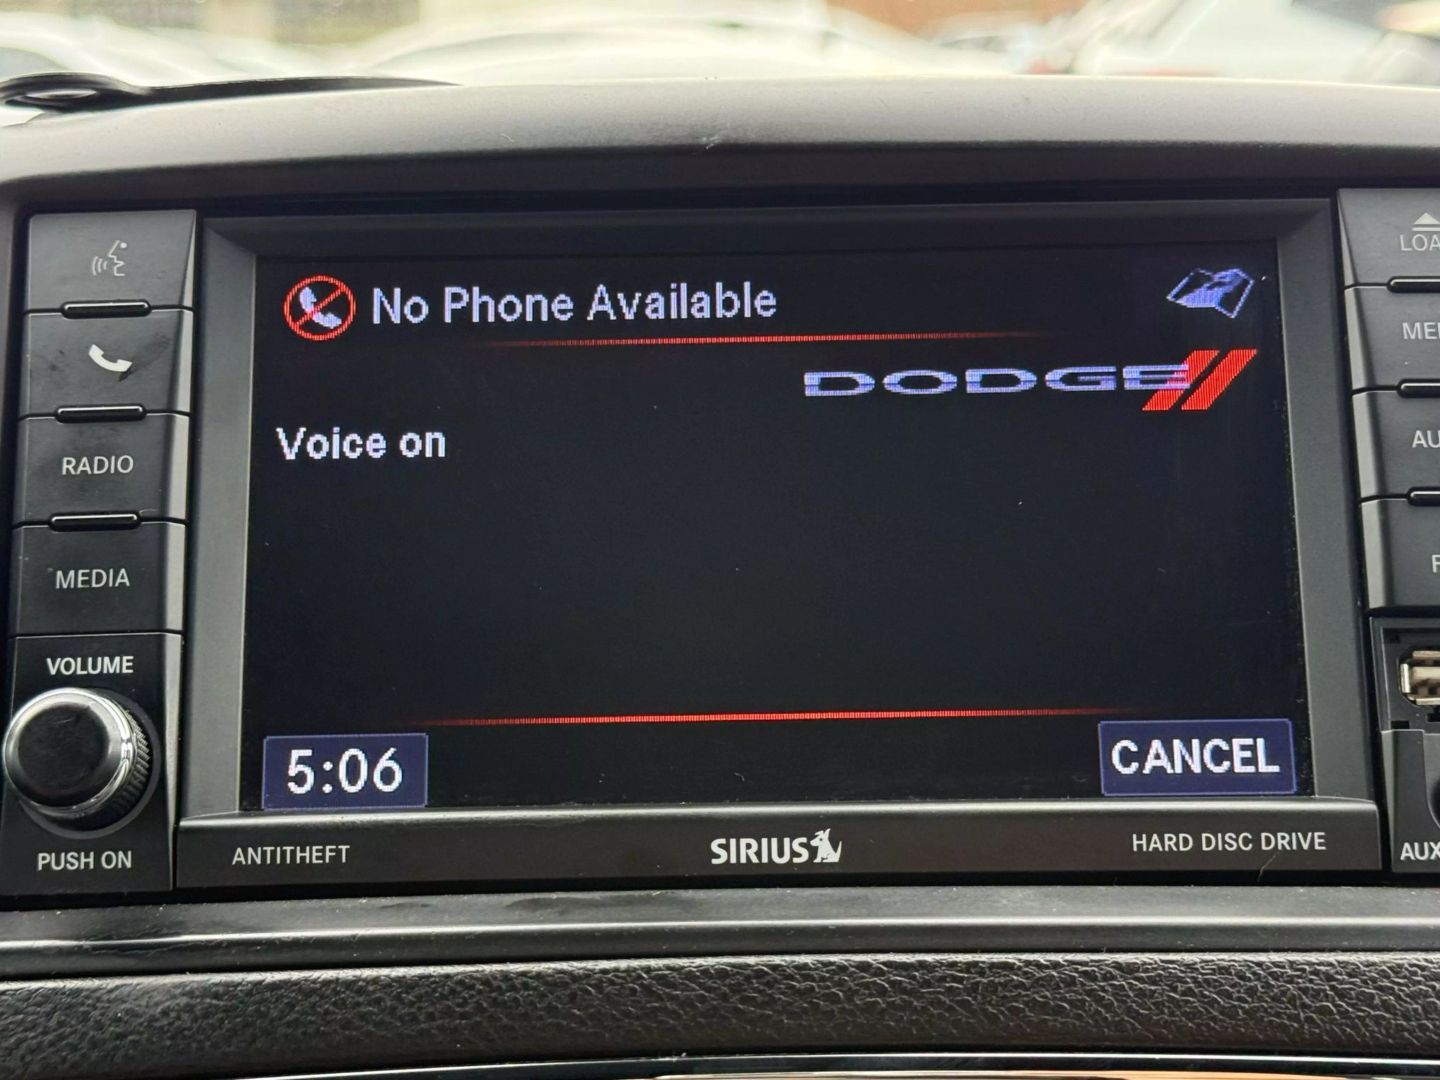 No Phone Available
DODGE
Voice on
5:06
CANCEL
RADIO
MEDIA
VOLUME
PUSH ON
ANTITHEFT
SIRIUS
HARD DISC DRIVE